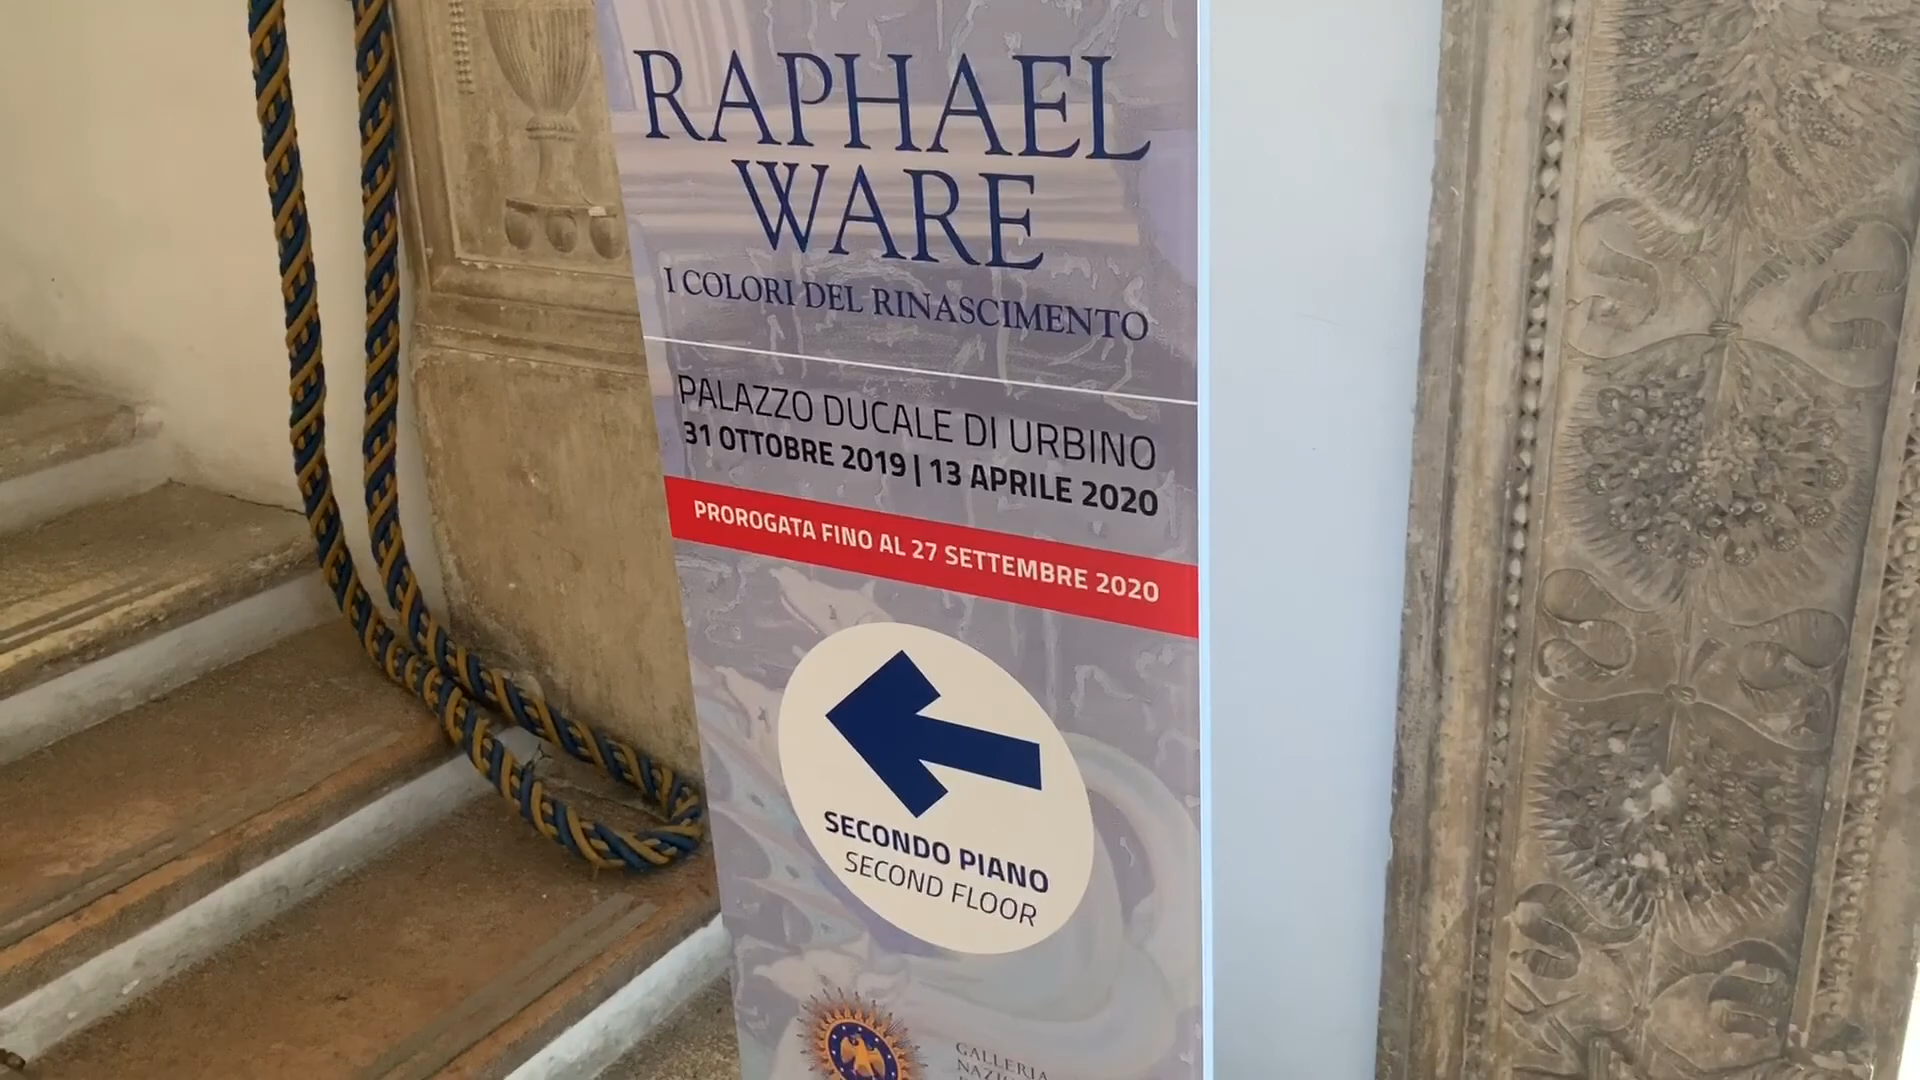 RAPHAEL
WARE
I COLORI DEL RINASCIMENTO
PALAZZO DUCALE DI URBINO
31 OTTOBRE 2019 | 13 APRILE 2020
PROROGATA FINO AL 27 SETTEMBRE 2020
SECONDO PIANO
SECOND FLOOR
GALLERIA